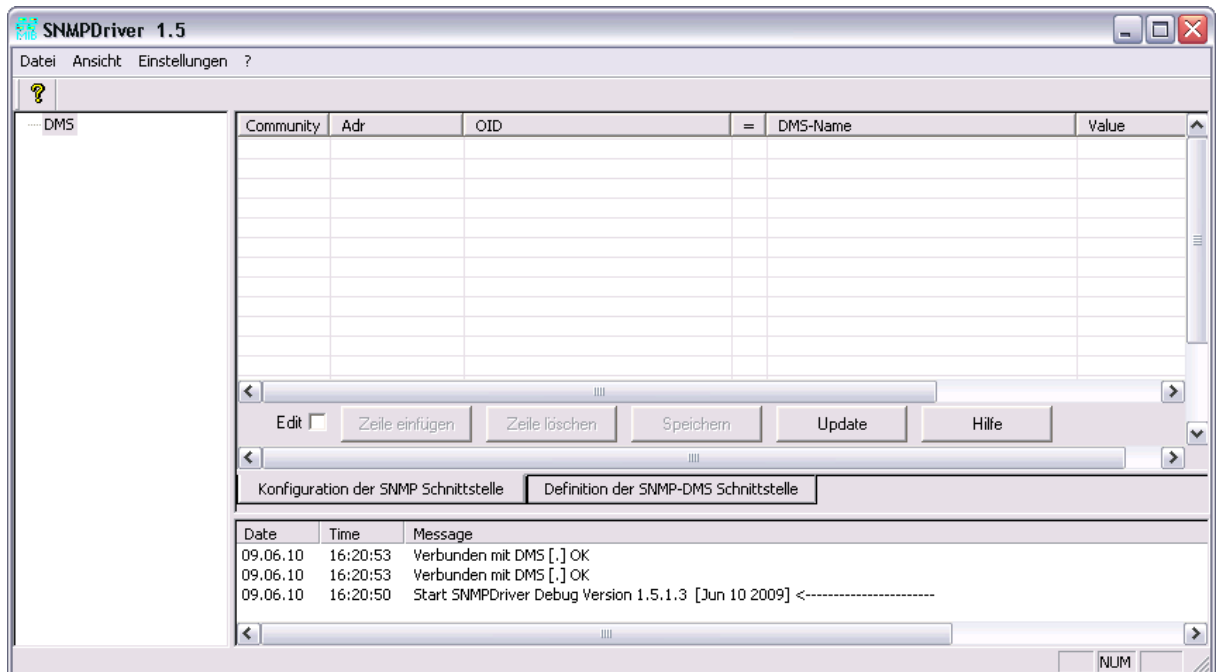 SNMPDriver 1.5
Datei Ansicht Einstellungen ?
DMS
Community Adr OID = DMS-Name Value
Edit Zeile einfügen Zeile löschen Speichern Update Hilfe
Konfiguration der SNMP Schnittstelle Definition der SNMP-DMS Schnittstelle
Date Time Message
09.06.10 16:20:53 Verbunden mit DMS [.] OK
09.06.10 16:20:53 Verbunden mit DMS [.] OK
09.06.10 16:20:50 Start SNMPDriver Debug Version 1.5.1.3 [Jun 10 2009] <-----------------------
NUM